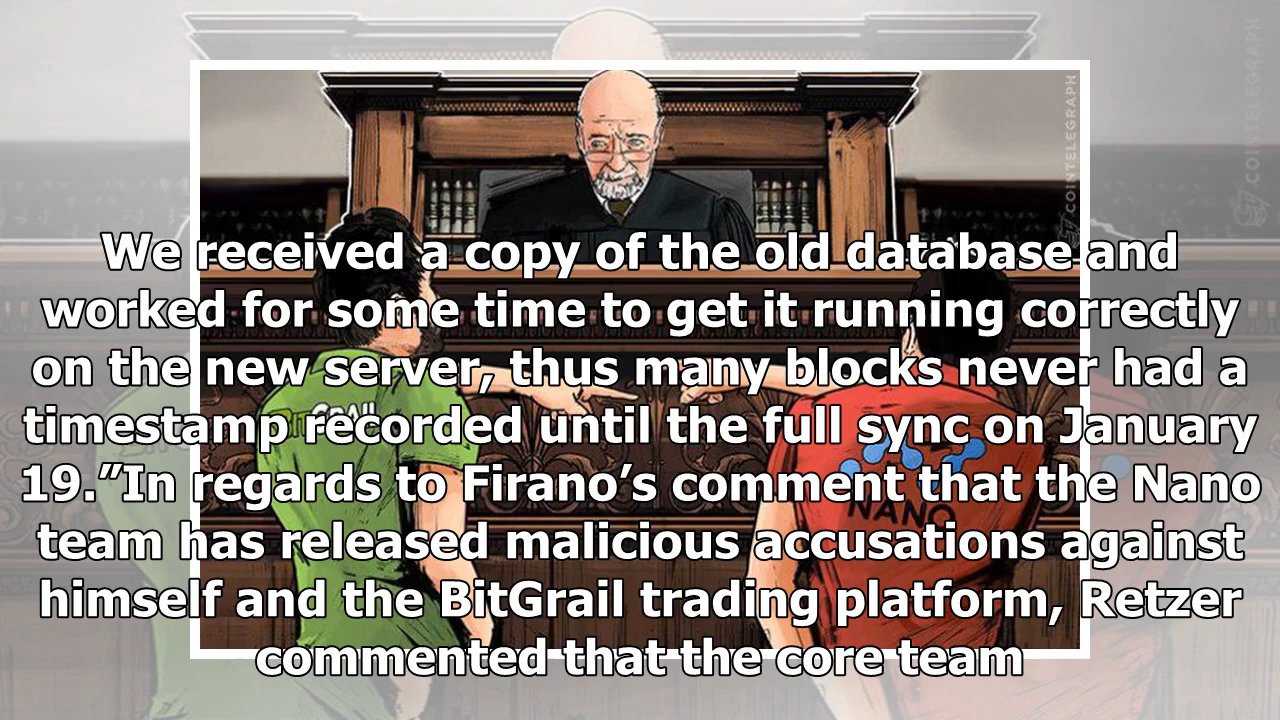 COINTELEGRAPH
COINTELEGRAPH
We received a copy of the old database and
worked for some time to get it running correctly
on the new server, thus many blocks never had a
timestamp recorded until the full sync on January
19.”In regards to Firano’s comment that the Nano
team has released malicious accusations against
himself and the BitGrail trading platform, Retzer
commented that the core team
GRAIL
NANO